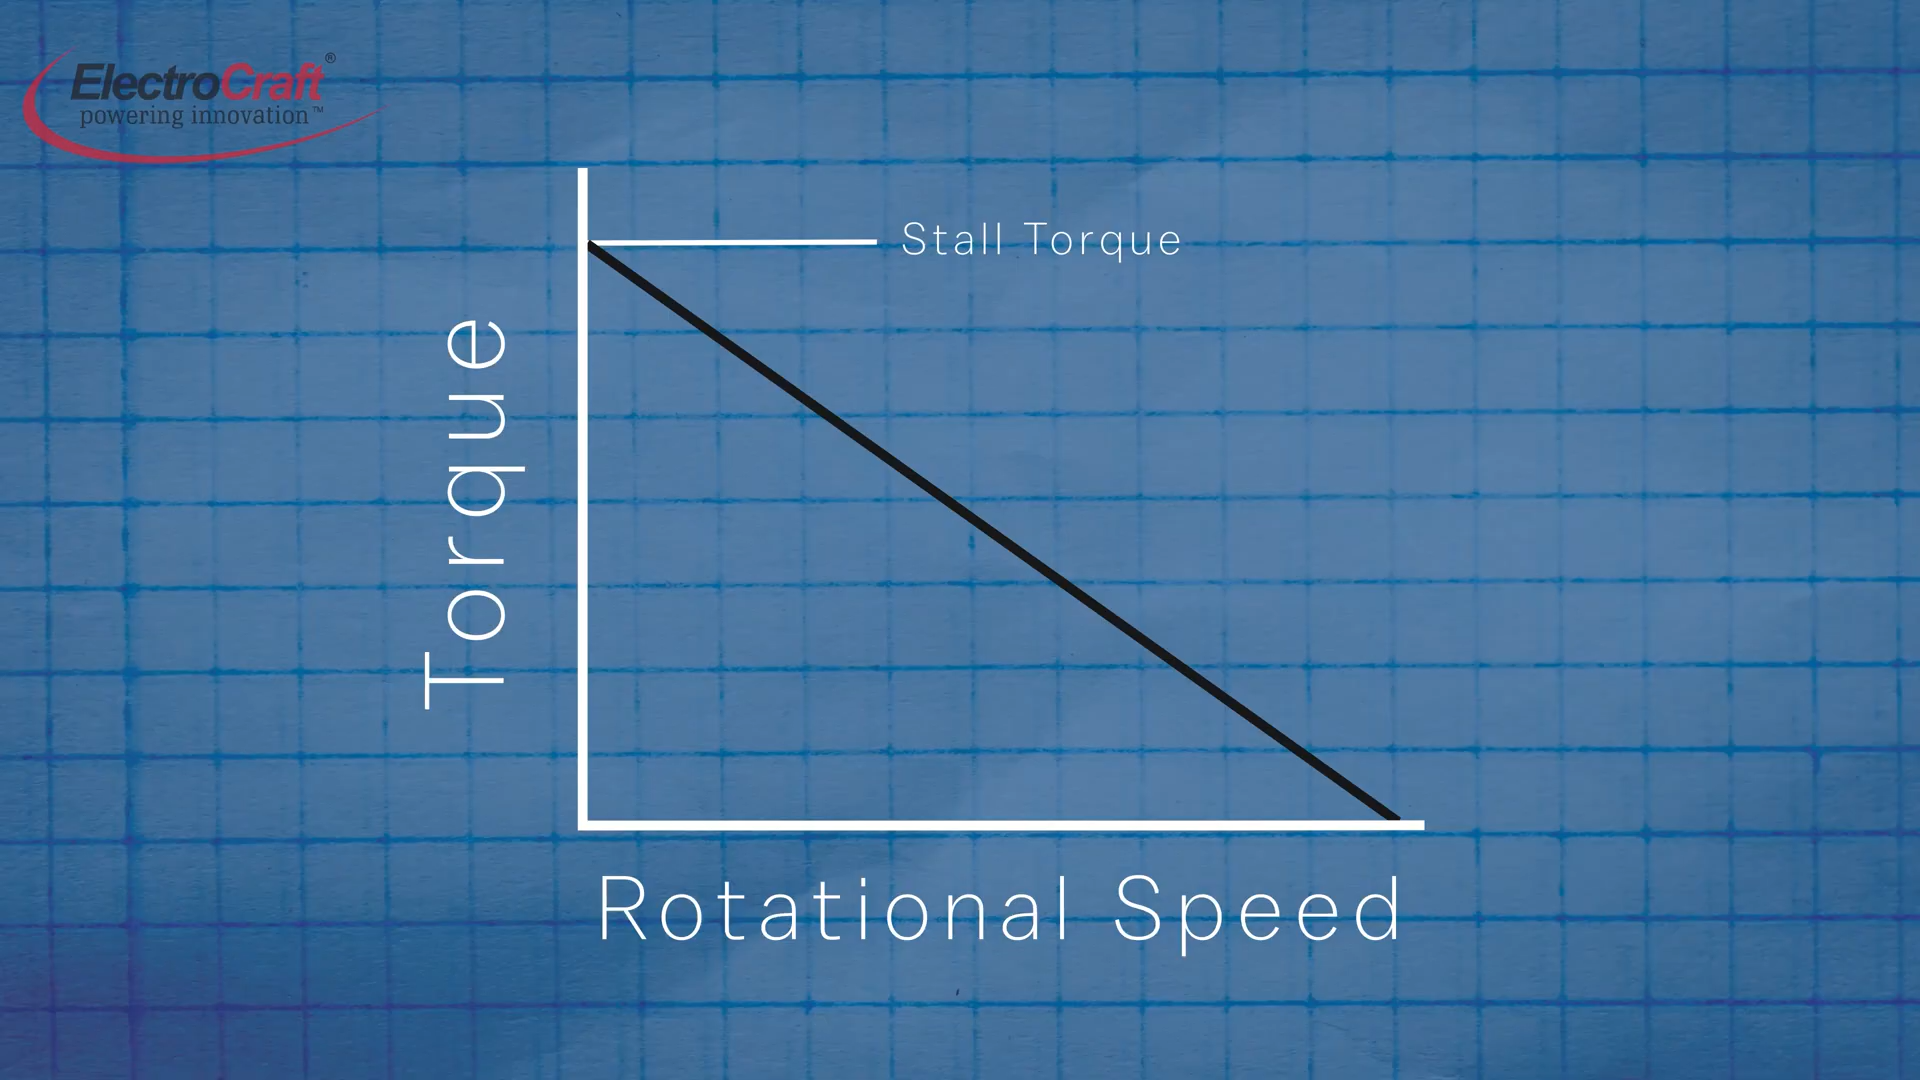 ElectroCraft®
powering innovation™
Stall Torque
Torque
Rotational Speed